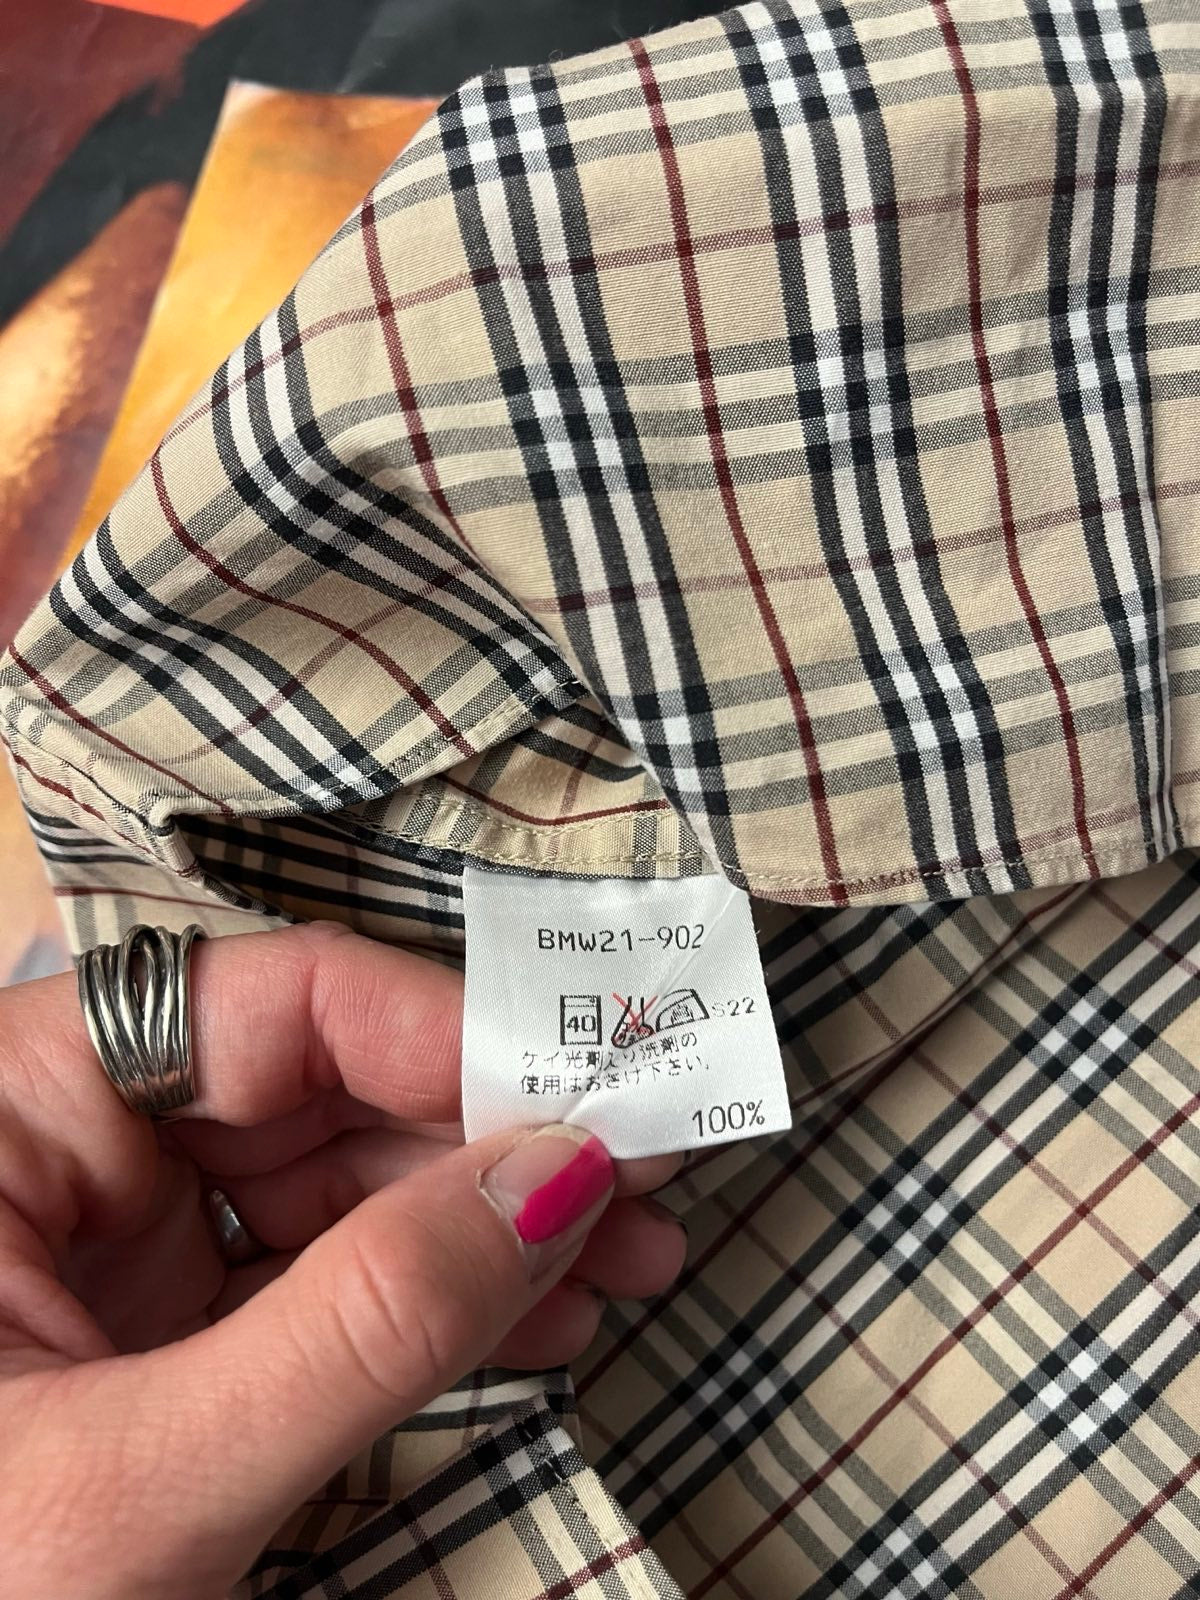 BMW21-902
40 高 S22
ケイ光剤入り洗剤の
使用はおさけ下さい。
100%